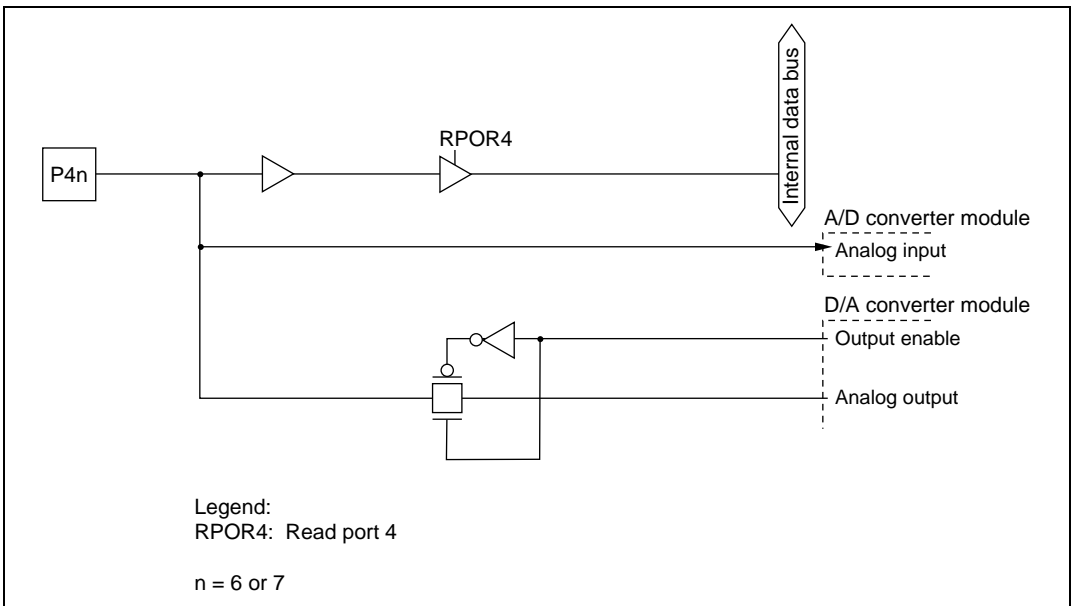 Internal data bus
RPOR4
P4n
A/D converter module
Analog input
D/A converter module
Output enable
Analog output
Legend:
RPOR4: Read port 4
n = 6 or 7